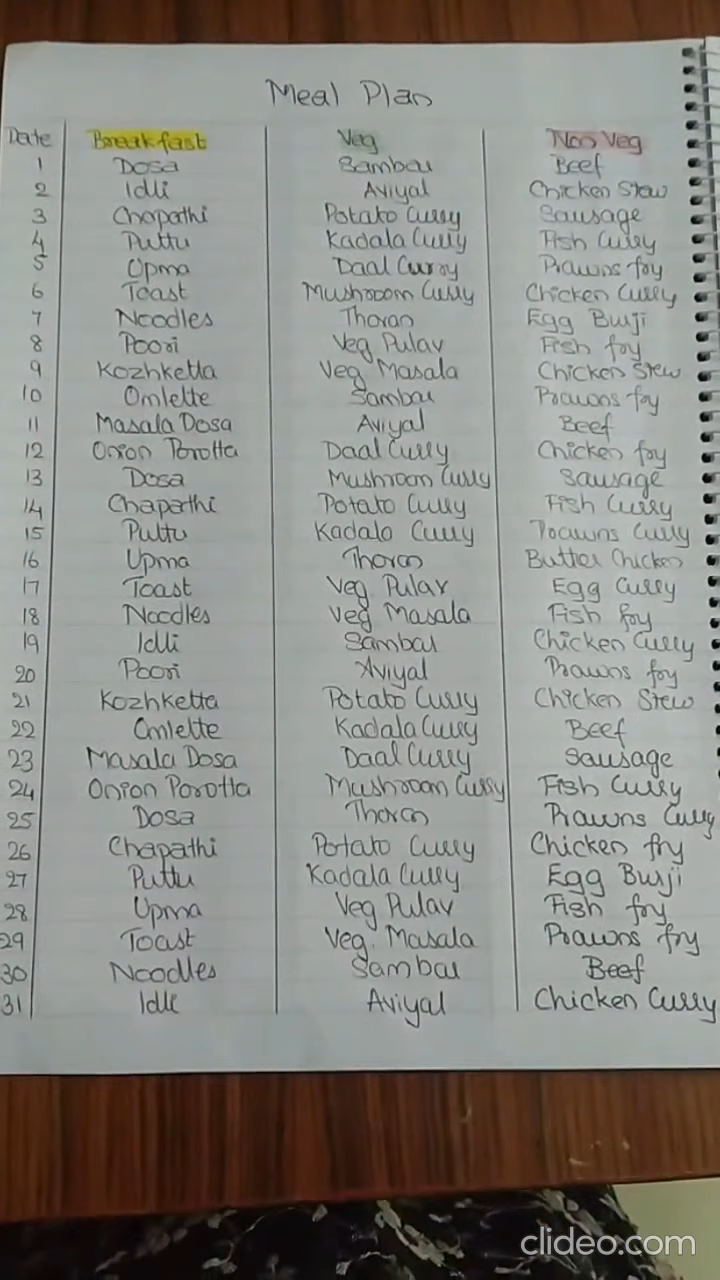 Meal Plan
Date Breakfast Veg Non Veg
1 Dosa Sambar Beef
2 Idli Aviyal Chicken Stew
3 Chapathi Potato Curry Sausage
4 Puttu Kadala Curry Fish Curry
5 Upma Daal Curry Prawns fry
6 Toast Mushroom Curry Chicken Curry
7 Noodles Thoran Egg Burji
8 Poori Veg Pulav Fish fry
9 Kozhketta Veg Masala Chicken Stew
10 Omlette Sambar Prawns fry
11 Masala Dosa Aviyal Beef
12 Onion Porotta Daal Curry Chicken fry
13 Dosa Mushroom Curry Sausage
14 Chapathi Potato Curry Fish Curry
15 Puttu Kadala Curry Prawns Curry
16 Upma Thoran Butter Chicken
17 Toast Veg Pulav Egg Curry
18 Noodles Veg Masala Fish fry
19 Idli Sambar Chicken Curry
20 Poori Aviyal Prawns fry
21 Kozhketta Potato Curry Chicken Stew
22 Omlette Kadala Curry Beef
23 Masala Dosa Daal Curry Sausage
24 Onion Porotta Mushroom Curry Fish Curry
25 Dosa Thoran Prawns Curry
26 Chapathi Potato Curry Chicken fry
27 Puttu Kadala Curry Egg Burji
28 Upma Veg Pulav Fish fry
29 Toast Veg. Masala Prawns fry
30 Noodles Sambar Beef
31 Idli Aviyal Chicken Curry
clideo.com